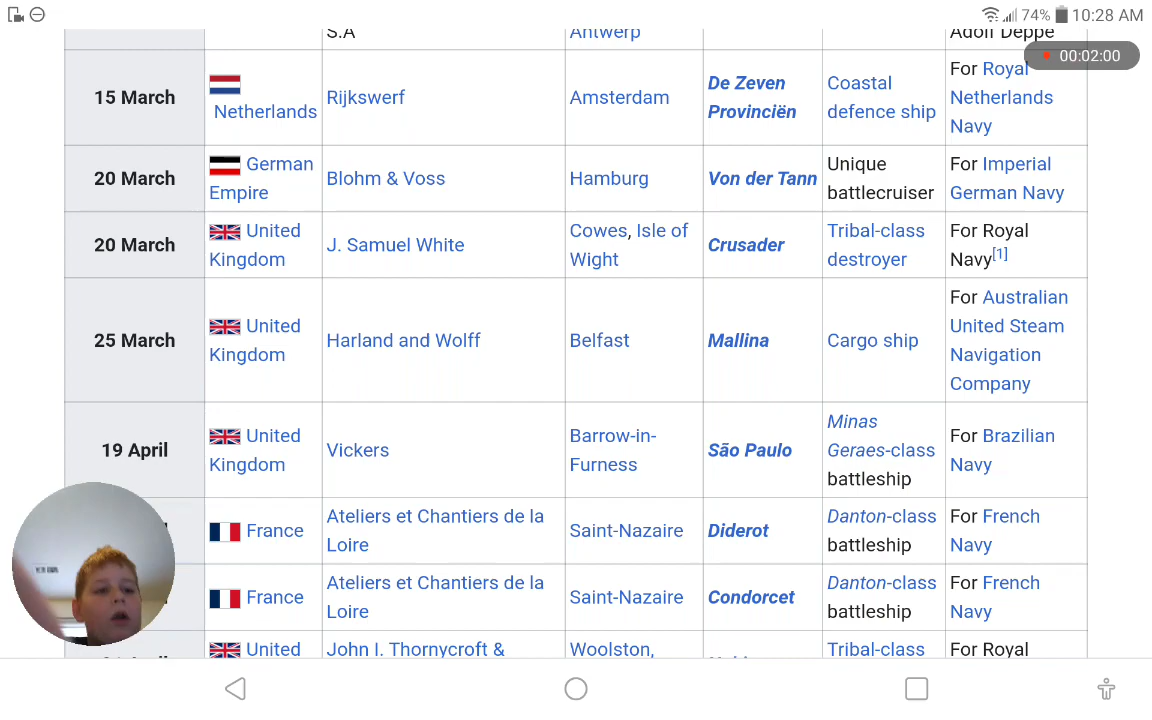 74% 10:28 AM
00:02:00
S.A Antwerp Adolf Deppe
15 March Netherlands Rijkswerf Amsterdam De Zeven Provinciën Coastal defence ship For Royal Netherlands Navy
20 March German Empire Blohm & Voss Hamburg Von der Tann Unique battlecruiser For Imperial German Navy
20 March United Kingdom J. Samuel White Cowes, Isle of Wight Crusader Tribal-class destroyer For Royal Navy[1]
25 March United Kingdom Harland and Wolff Belfast Mallina Cargo ship For Australian United Steam Navigation Company
19 April United Kingdom Vickers Barrow-in-Furness São Paulo Minas Geraes-class battleship For Brazilian Navy
France Ateliers et Chantiers de la Loire Saint-Nazaire Diderot Danton-class battleship For French Navy
France Ateliers et Chantiers de la Loire Saint-Nazaire Condorcet Danton-class battleship For French Navy
United John I. Thornycroft & Woolston, Tribal-class For Royal